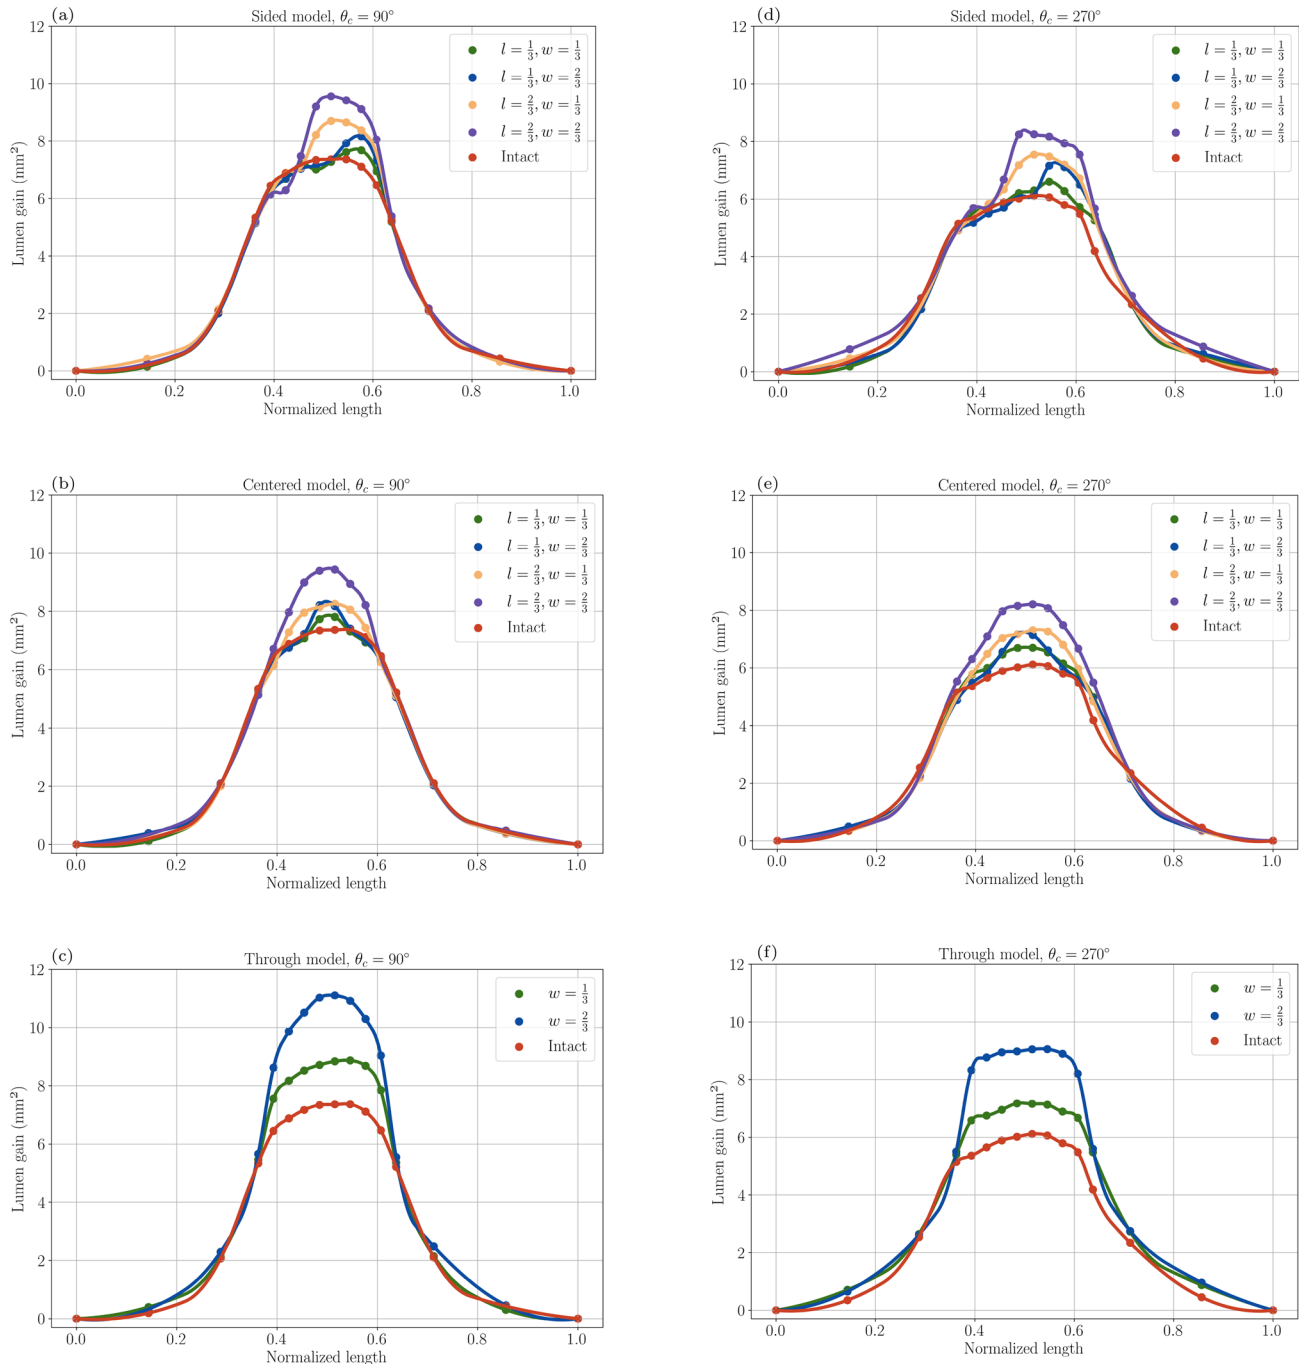 (a)
Sided model, θ_c = 90°
12
10
8
6
4
2
0
Lumen gain (mm²)
l = 1/3, w = 1/3
l = 1/3, w = 2/3
l = 2/3, w = 1/3
l = 2/3, w = 2/3
Intact
0.0 0.2 0.4 0.6 0.8 1.0
Normalized length
(d)
Sided model, θ_c = 270°
12
10
8
6
4
2
0
Lumen gain (mm²)
l = 1/3, w = 1/3
l = 1/3, w = 2/3
l = 2/3, w = 1/3
l = 2/3, w = 2/3
Intact
0.0 0.2 0.4 0.6 0.8 1.0
Normalized length
(b)
Centered model, θ_c = 90°
12
10
8
6
4
2
0
Lumen gain (mm²)
l = 1/3, w = 1/3
l = 1/3, w = 2/3
l = 2/3, w = 1/3
l = 2/3, w = 2/3
Intact
0.0 0.2 0.4 0.6 0.8 1.0
Normalized length
(e)
Centered model, θ_c = 270°
12
10
8
6
4
2
0
Lumen gain (mm²)
l = 1/3, w = 1/3
l = 1/3, w = 2/3
l = 2/3, w = 1/3
l = 2/3, w = 2/3
Intact
0.0 0.2 0.4 0.6 0.8 1.0
Normalized length
(c)
Through model, θ_c = 90°
12
10
8
6
4
2
0
Lumen gain (mm²)
w = 1/3
w = 2/3
Intact
0.0 0.2 0.4 0.6 0.8 1.0
Normalized length
(f)
Through model, θ_c = 270°
12
10
8
6
4
2
0
Lumen gain (mm²)
w = 1/3
w = 2/3
Intact
0.0 0.2 0.4 0.6 0.8 1.0
Normalized length